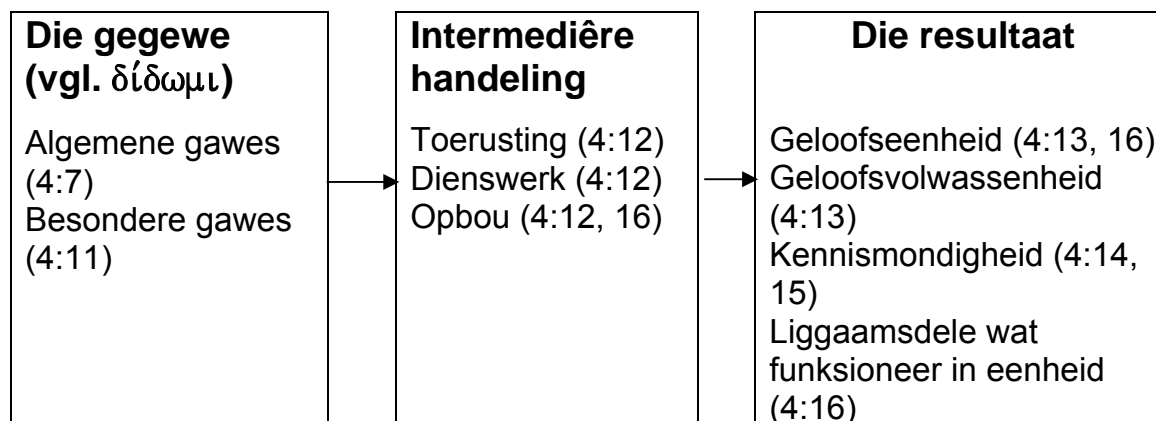 Die gegewe
(vgl. δίδωμι)
Algemene gawes
(4:7)
Besondere gawes
(4:11)
Intermediêre
handeling
Toerusting (4:12)
Dienswerk (4:12)
Opbou (4:12, 16)
Die resultaat
Geloofseenheid (4:13, 16)
Geloofsvolwassenheid
(4:13)
Kennismondigheid (4:14,
15)
Liggaamsdele wat
funksioneer in eenheid
(4:16)